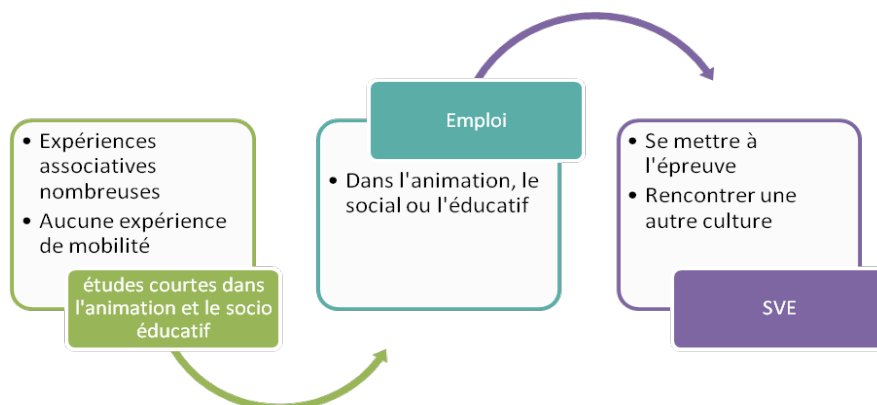 • Expériences
associatives
nombreuses
• Aucune expérience
de mobilité
études courtes dans
l'animation et le socio
éducatif
Emploi
• Dans l'animation, le
social ou l'éducatif
• Se mettre à
l'épreuve
• Rencontrer une
autre culture
SVE